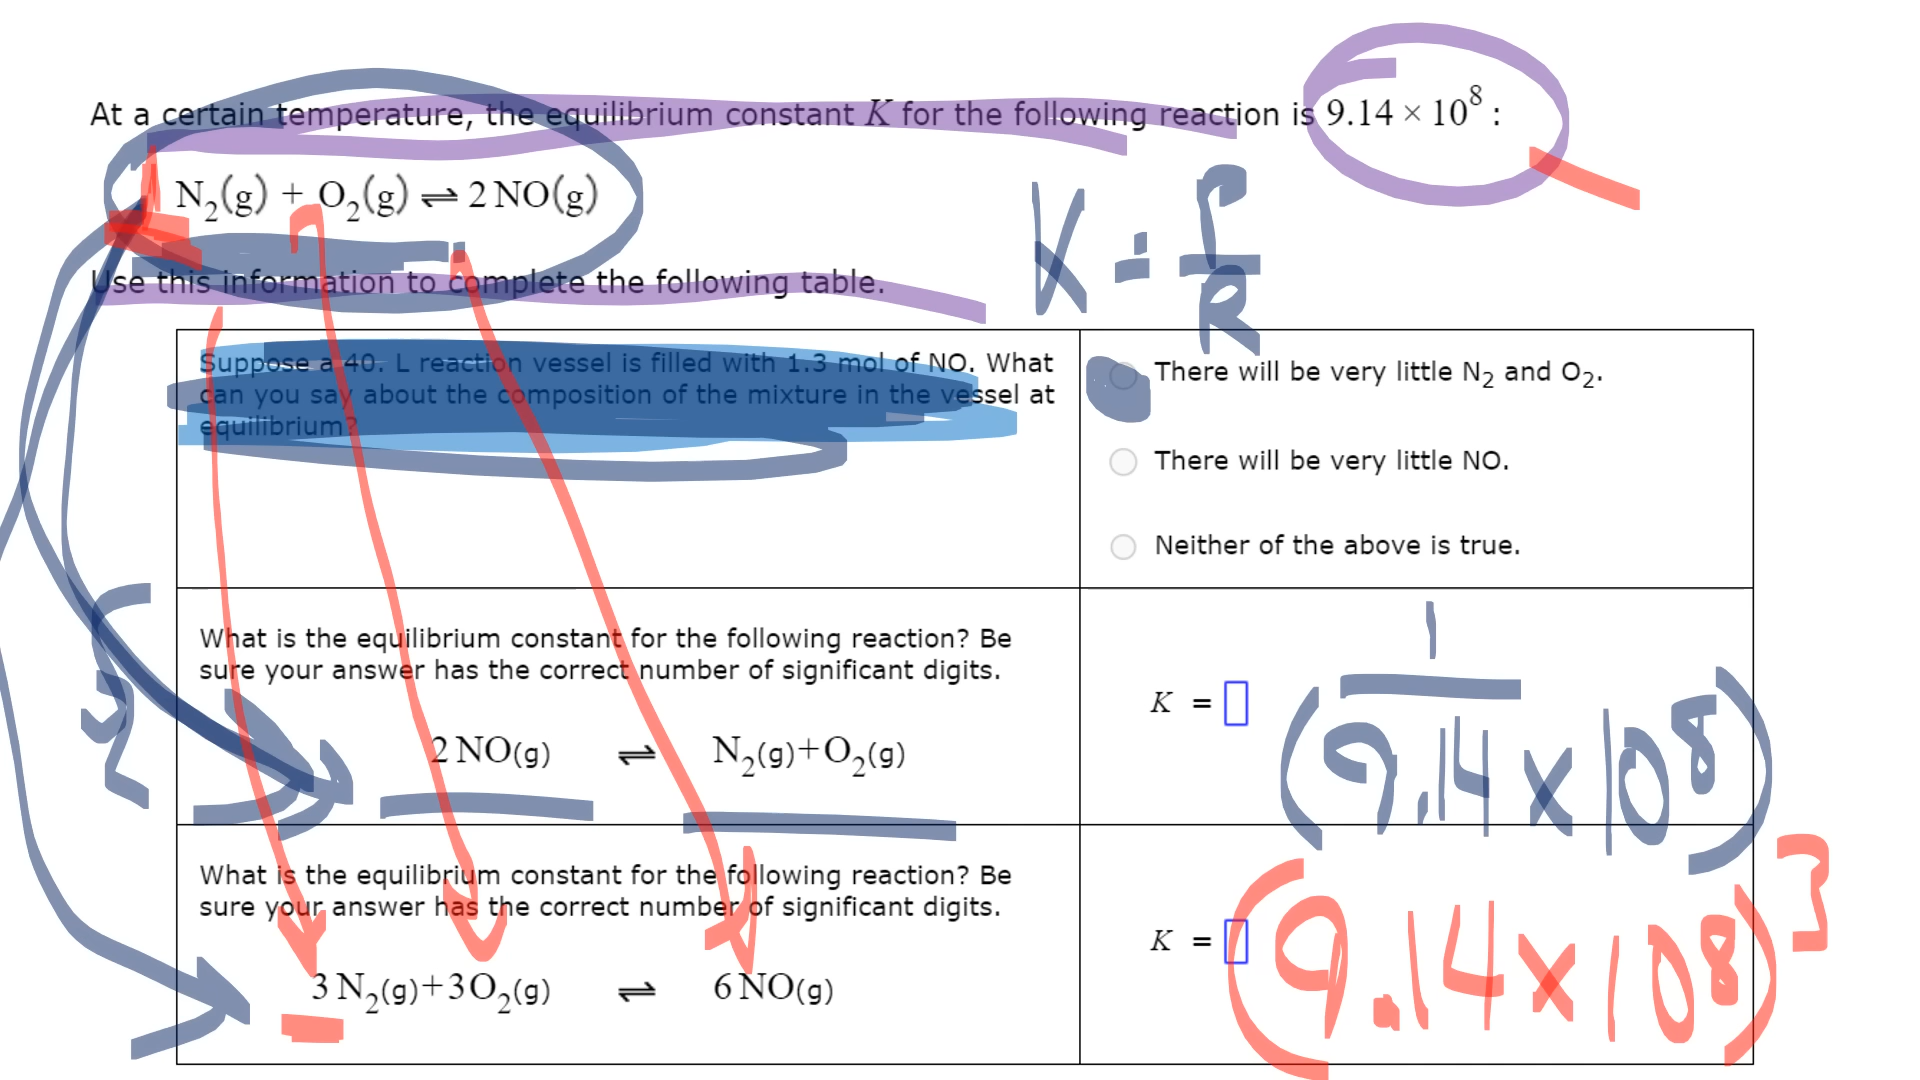 At a certain temperature, the equilibrium constant K for the following reaction is 9.14 × 10⁸ :
N₂(g) + O₂(g) ⇌ 2 NO(g)
K = P/R
Use this information to complete the following table.
Suppose a 40. L reaction vessel is filled with 1.3 mol of NO. What
can you say about the composition of the mixture in the vessel at
equilibrium?
There will be very little N₂ and O₂.
There will be very little NO.
Neither of the above is true.
What is the equilibrium constant for the following reaction? Be
sure your answer has the correct number of significant digits.
2 NO(g) ⇌ N₂(g)+O₂(g)
K =
1
(9.14 × 10⁸)
What is the equilibrium constant for the following reaction? Be
sure your answer has the correct number of significant digits.
3 N₂(g)+3 O₂(g) ⇌ 6 NO(g)
K = (9.14 × 10⁸)³